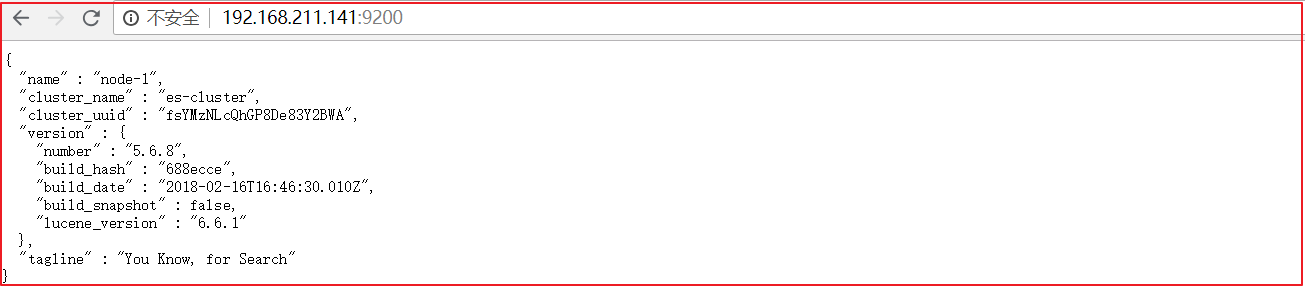 不安全 192.168.211.141:9200
{
  "name" : "node-1",
  "cluster_name" : "es-cluster",
  "cluster_uuid" : "fsYMzNLcQhGP8De83Y2BWA",
  "version" : {
    "number" : "5.6.8",
    "build_hash" : "688ecce",
    "build_date" : "2018-02-16T16:46:30.010Z",
    "build_snapshot" : false,
    "lucene_version" : "6.6.1"
  },
  "tagline" : "You Know, for Search"
}